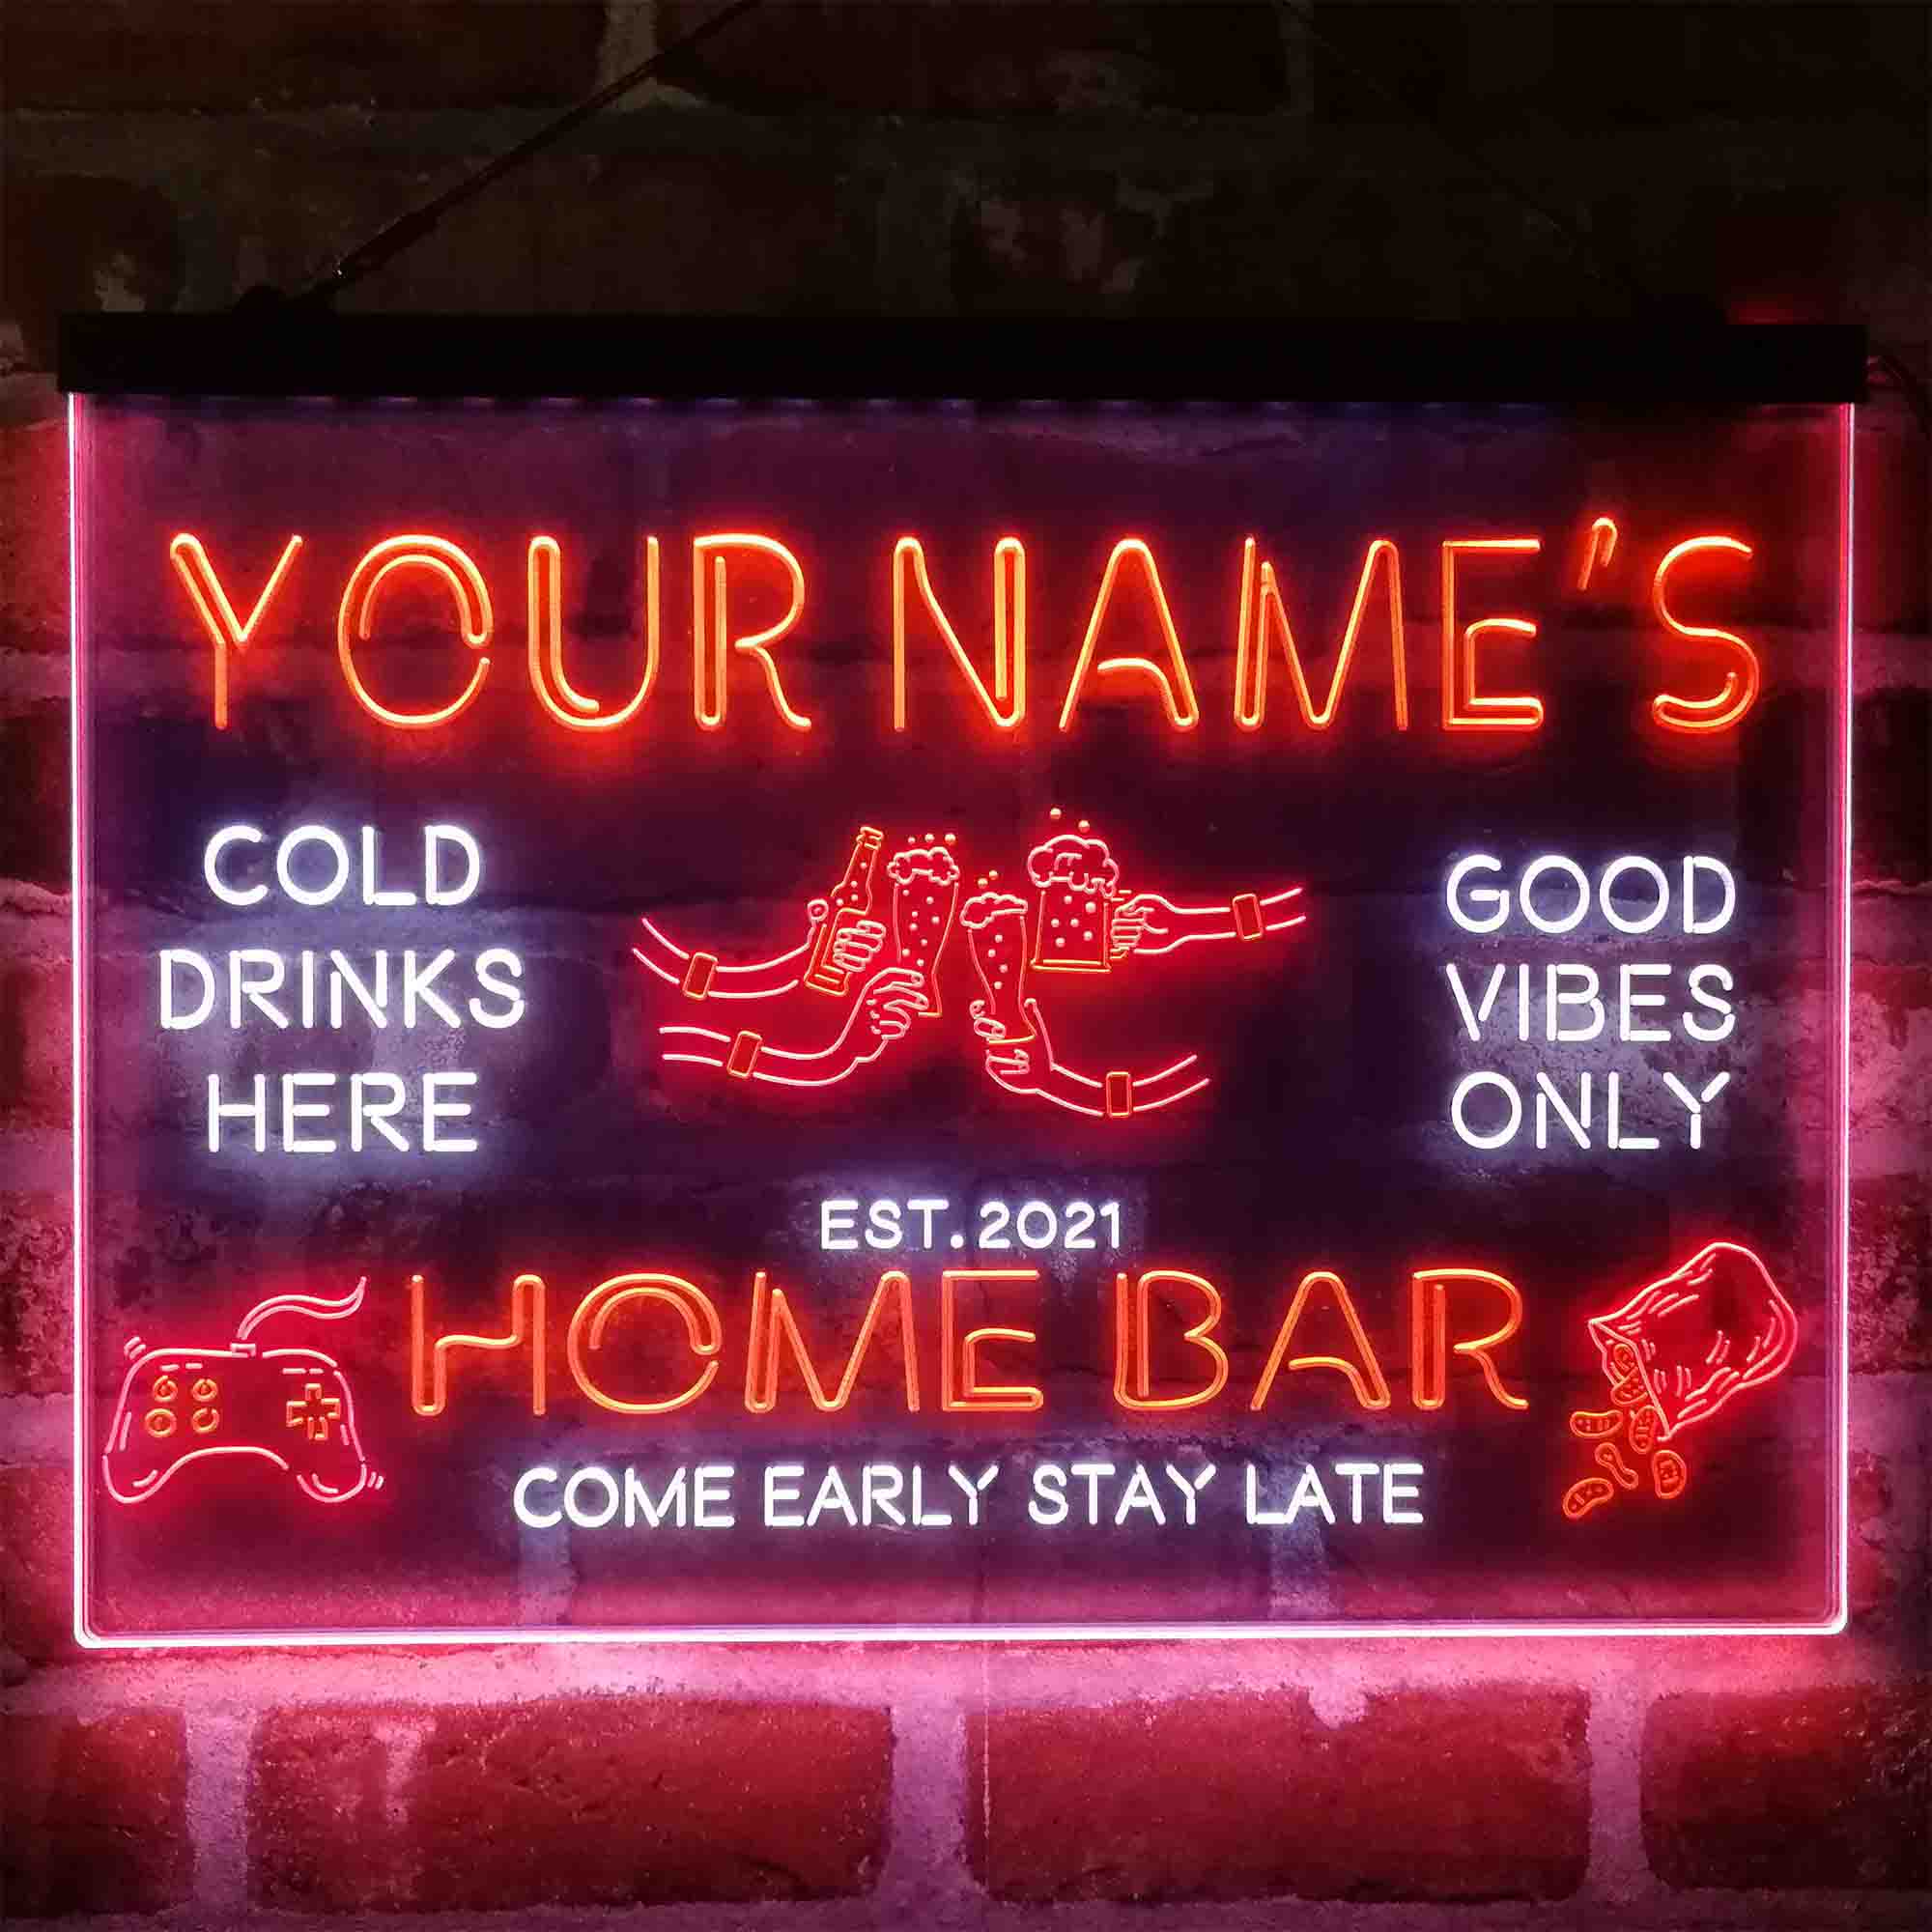 YOUR NAME'S
COLD
DRINKS
HERE
GOOD
VIBES
ONLY
EST. 2021
HOME BAR
COME EARLY STAY LATE